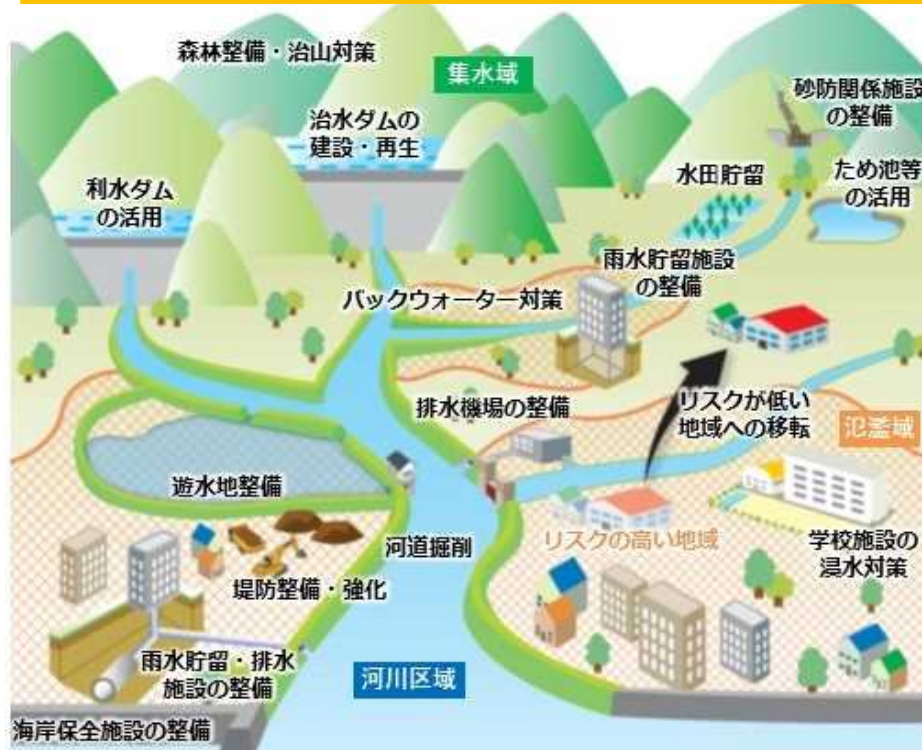 森林整備・治山対策
集水域
砂防関係施設
の整備
治水ダムの
建設・再生
水田貯留
ため池等
の活用
利水ダム
の活用
雨水貯留施設
の整備
バックウォーター対策
排水機場の整備
リスクが低い
地域への移転
氾濫域
遊水地整備
河道掘削
リスクの高い地域
学校施設の
浸水対策
堤防整備・強化
雨水貯留・排水
施設の整備
河川区域
海岸保全施設の整備